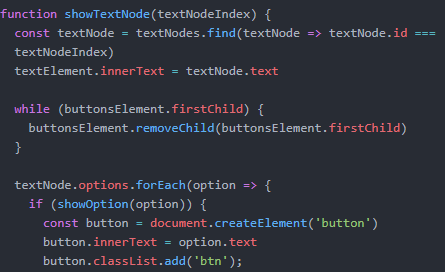 function showTextNode(textNodeIndex) {
  const textNode = textNodes.find(textNode => textNode.id ===
  textNodeIndex)
  textElement.innerText = textNode.text

  while (buttonsElement.firstChild) {
    buttonsElement.removeChild(buttonsElement.firstChild)
  }

  textNode.options.forEach(option => {
    if (showOption(option)) {
      const button = document.createElement('button')
      button.innerText = option.text
      button.classList.add('btn');